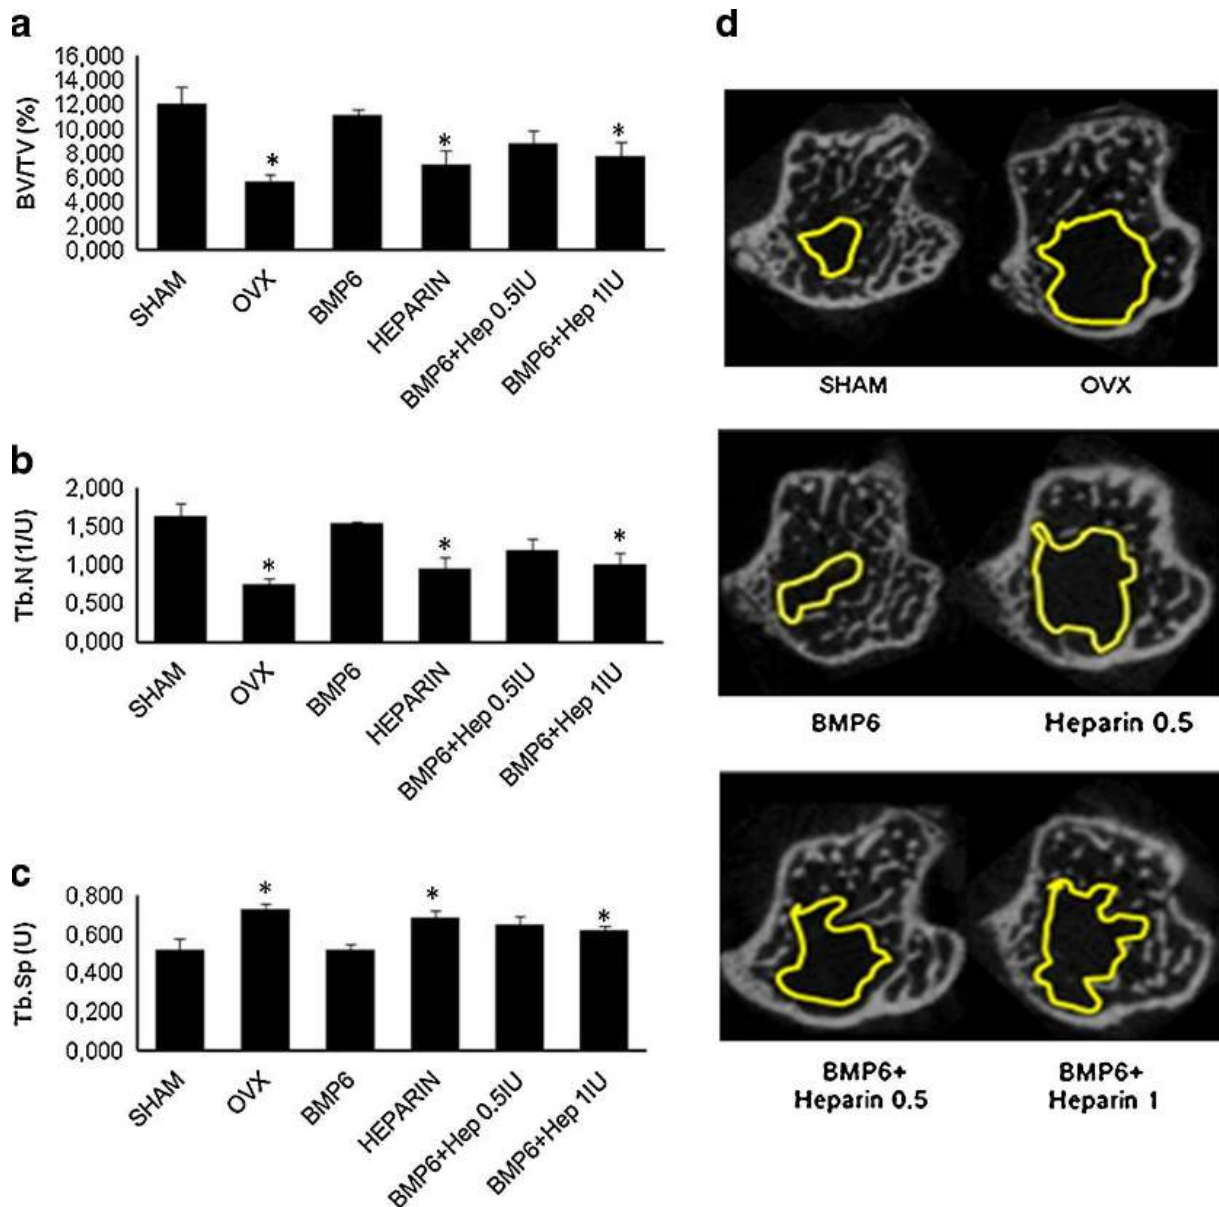 a
16,000
14,000
12,000
10,000
8,000
6,000
4,000
2,000
0,000
BV/TV (%)
* * *
SHAM
OVX
BMP6
HEPARIN
BMP6+Hep 0.5IU
BMP6+Hep 1IU
b
2,000
1,500
1,000
0,500
0,000
Tb.N (1/U)
* * *
SHAM
OVX
BMP6
HEPARIN
BMP6+Hep 0.5IU
BMP6+Hep 1IU
c
0,800
0,600
0,400
0,200
0,000
Tb.Sp (U)
* * *
SHAM
OVX
BMP6
HEPARIN
BMP6+Hep 0.5IU
BMP6+Hep 1IU
d
SHAM OVX
BMP6 Heparin 0.5
BMP6+ BMP6+
Heparin 0.5 Heparin 1